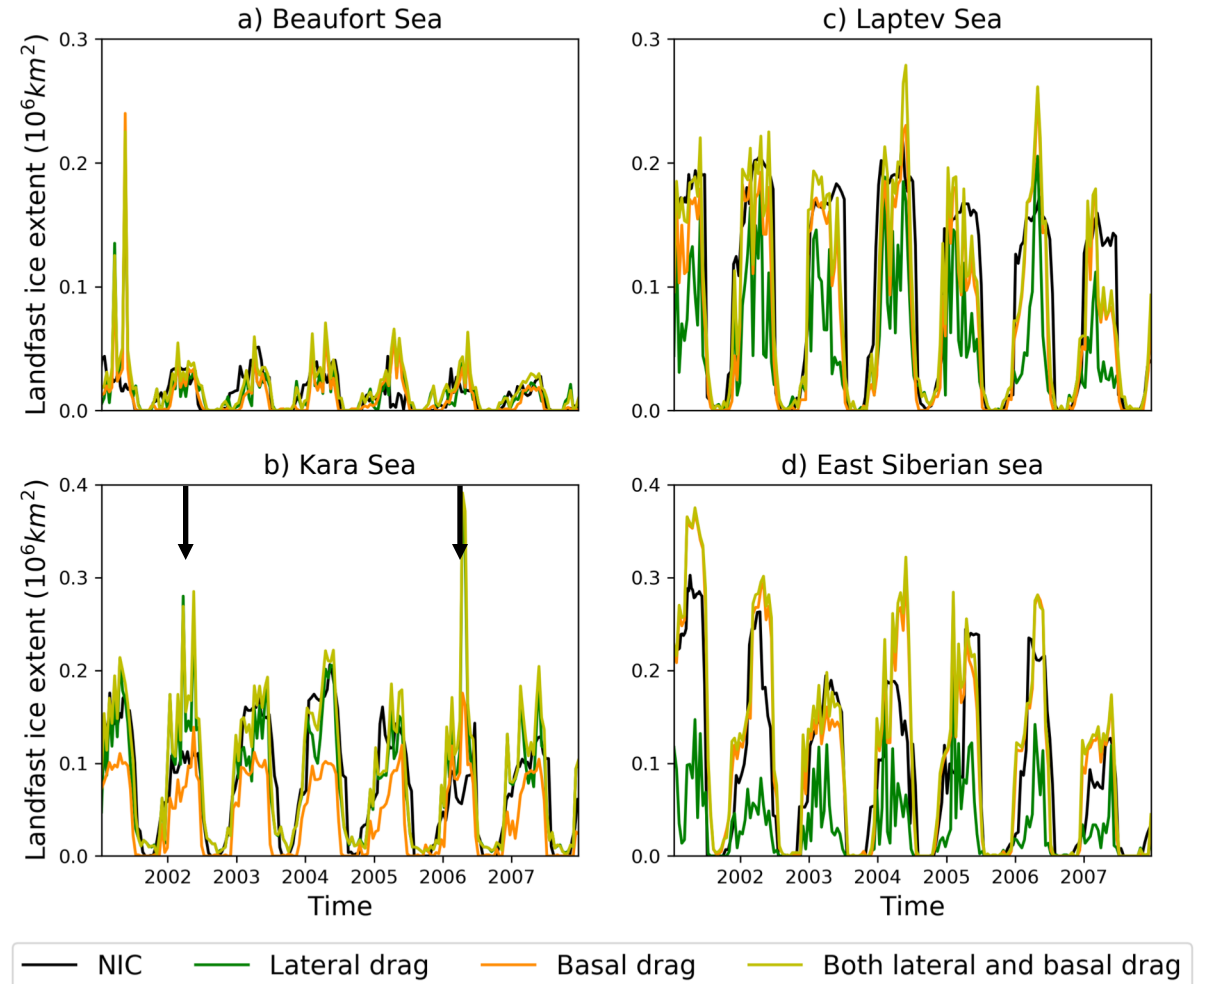 a) Beaufort Sea
Landfast ice extent (10⁶km²)
0.3
0.2
0.1
0.0
c) Laptev Sea
0.3
0.2
0.1
0.0
b) Kara Sea
Landfast ice extent (10⁶km²)
0.4
0.3
0.2
0.1
0.0
2002 2003 2004 2005 2006 2007
Time
d) East Siberian sea
0.4
0.3
0.2
0.1
0.0
2002 2003 2004 2005 2006 2007
Time
NIC Lateral drag Basal drag Both lateral and basal drag